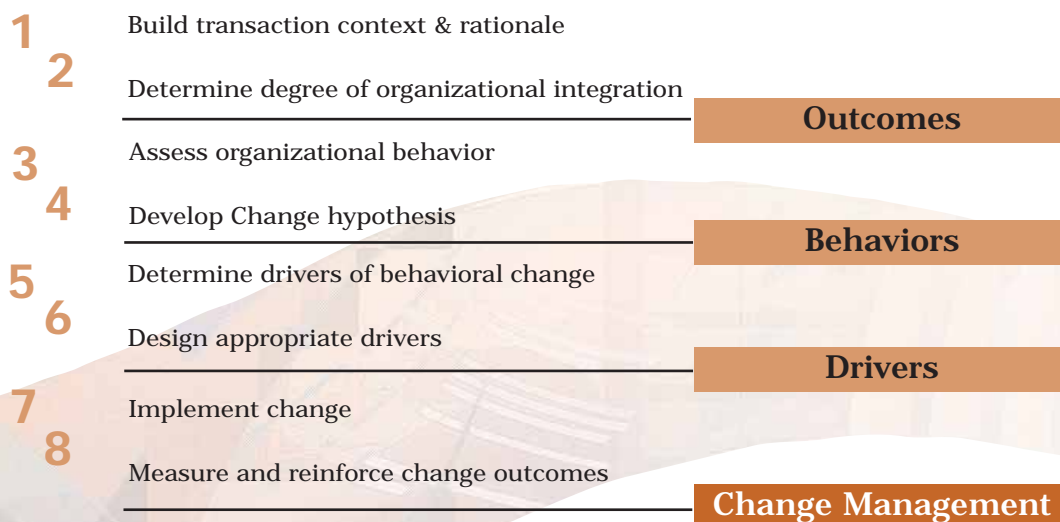 1 Build transaction context & rationale
2 Determine degree of organizational integration
Outcomes
3 Assess organizational behavior
4 Develop Change hypothesis
Behaviors
5 Determine drivers of behavioral change
6 Design appropriate drivers
Drivers
7 Implement change
8 Measure and reinforce change outcomes
Change Management